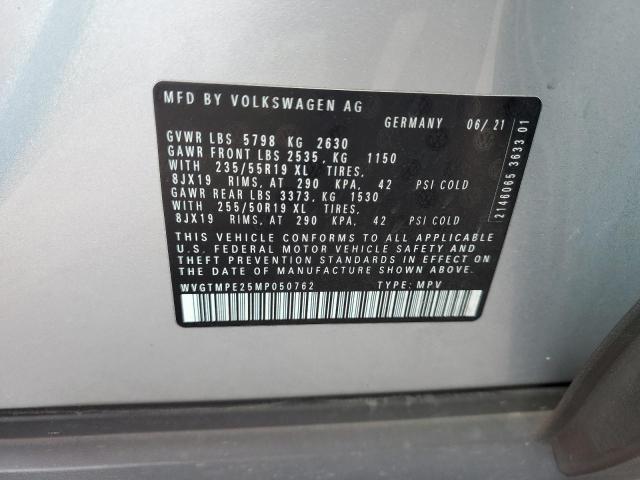 MFD BY VOLKSWAGEN AG
GERMANY 06/21
GVWR LBS 5798 KG 2630
GAWR FRONT LBS 2535, KG 1150
WITH 235/55R19 XL TIRES,
8JX19 RIMS, AT 290 KPA, 42 PSI COLD
GAWR REAR LBS 3373, KG 1530
WITH 255/50R19 XL TIRES,
8JX19 RIMS, AT 290 KPA, 42 PSI COLD
THIS VEHICLE CONFORMS TO ALL APPLICABLE
U.S. FEDERAL MOTOR VEHICLE SAFETY AND
THEFT PREVENTION STANDARDS IN EFFECT ON
THE DATE OF MANUFACTURE SHOWN ABOVE.
WVGTMPE25MP050762 TYPE: MPV
2146065 3633 01